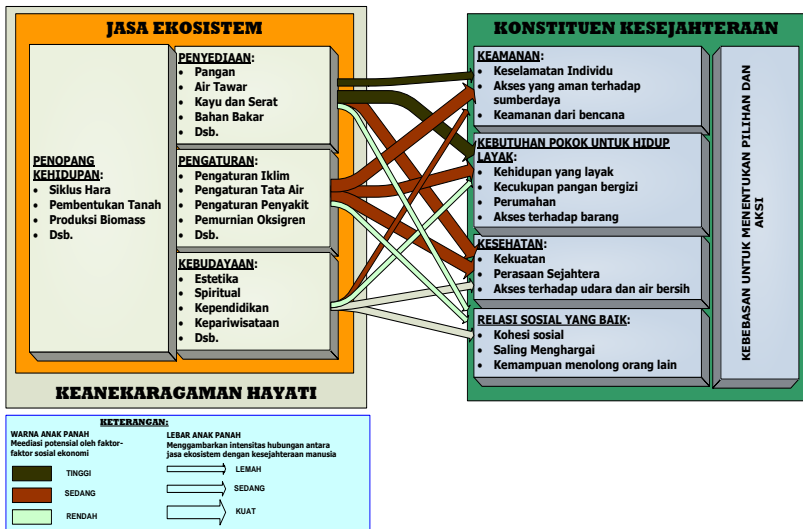 JASA EKOSISTEM
PENOPANG
KEHIDUPAN:
• Siklus Hara
• Pembentukan Tanah
• Produksi Biomass
• Dsb.
PENYEDIAAN:
• Pangan
• Air Tawar
• Kayu dan Serat
• Bahan Bakar
• Dsb.
PENGATURAN:
• Pengaturan Iklim
• Pengaturan Tata Air
• Pengaturan Penyakit
• Pemurnian Oksigren
• Dsb.
KEBUDAYAAN:
• Estetika
• Spiritual
• Kependidikan
• Kepariwisataan
• Dsb.
KEANEKARAGAMAN HAYATI
KONSTITUEN KESEJAHTERAAN
KEAMANAN:
• Keselamatan Individu
• Akses yang aman terhadap
sumberdaya
• Keamanan dari bencana
KEBUTUHAN POKOK UNTUK HIDUP
LAYAK:
• Kehidupan yang layak
• Kecukupan pangan bergizi
• Perumahan
• Akses terhadap barang
KESEHATAN:
• Kekuatan
• Perasaan Sejahtera
• Akses terhadap udara dan air bersih
RELASI SOSIAL YANG BAIK:
• Kohesi sosial
• Saling Menghargai
• Kemampuan menolong orang lain
KEBEBASAN UNTUK MENENTUKAN PILIHAN DAN
AKSI
KETERANGAN:
WARNA ANAK PANAH
Meediasi potensial oleh faktor-
faktor sosial ekonomi
TINGGI
SEDANG
RENDAH
LEBAR ANAK PANAH
Menggambarkan intensitas hubungan antara
jasa ekosistem dengan kesejahteraan manusia
LEMAH
SEDANG
KUAT